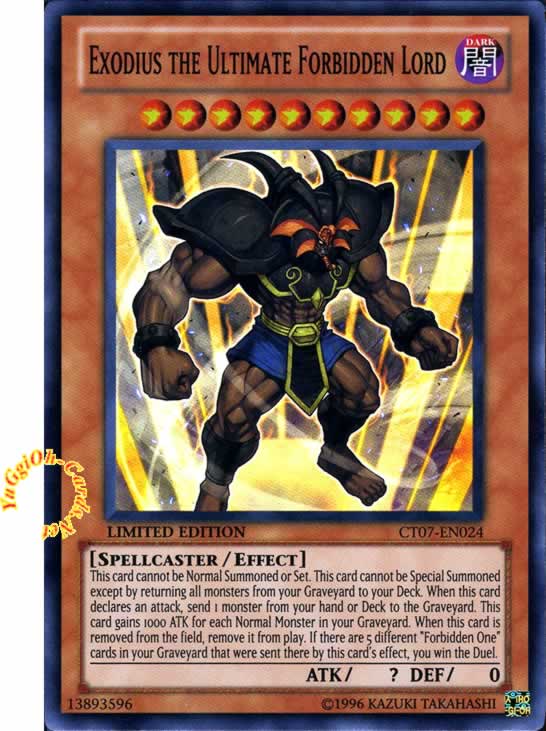 EXODIUS THE ULTIMATE FORBIDDEN LORD
DARK
闇
LIMITED EDITION
CT07-EN024
[SPELLCASTER / EFFECT]
This card cannot be Normal Summoned or Set. This card cannot be Special Summoned
except by returning all monsters from your Graveyard to your Deck. When this card
declares an attack, send 1 monster from your hand or Deck to the Graveyard. This
card gains 1000 ATK for each Normal Monster in your Graveyard. When this card is
removed from the field, remove it from play. If there are 5 different "Forbidden One"
cards in your Graveyard that were sent there by this card's effect, you win the Duel.
ATK/ ? DEF/ 0
13893596
©1996 KAZUKI TAKAHASHI
YuGgiOh-Cards.Net